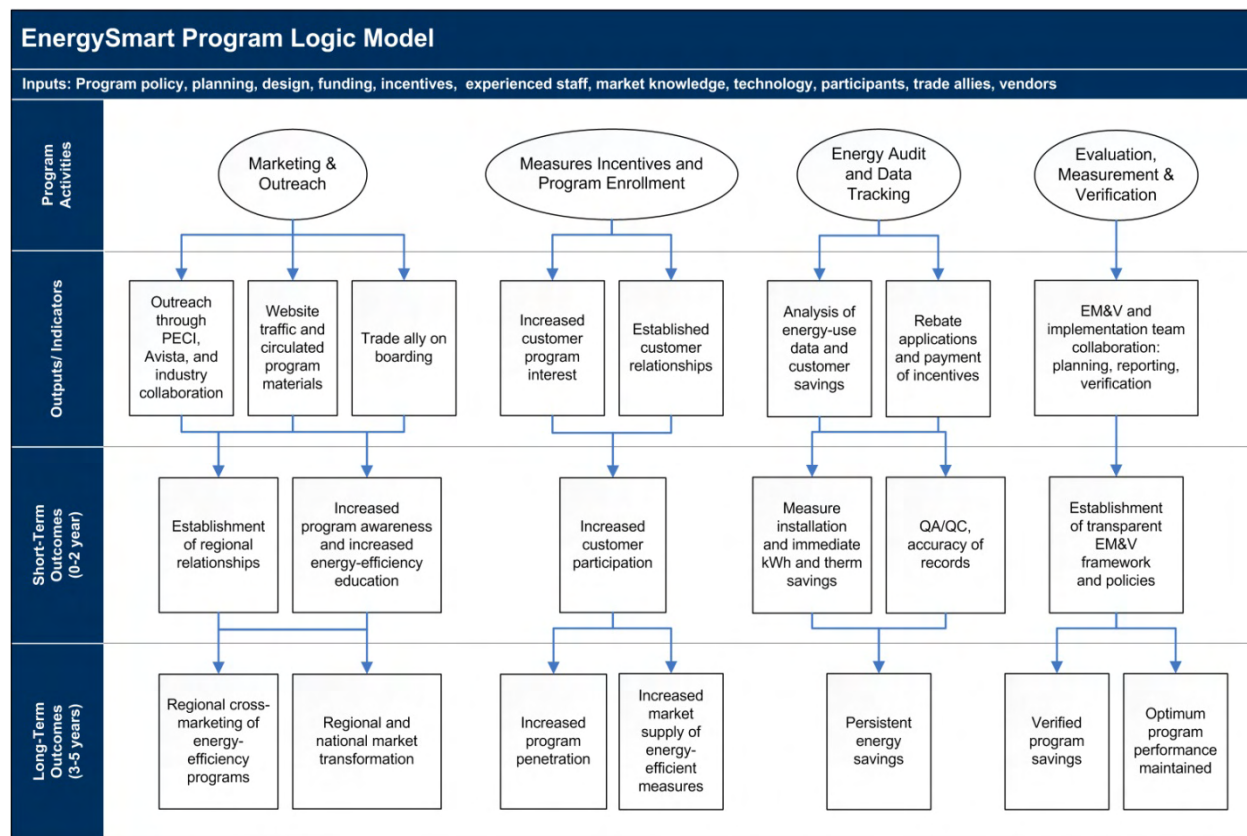 EnergySmart Program Logic Model
Inputs: Program policy, planning, design, funding, incentives, experienced staff, market knowledge, technology, participants, trade allies, vendors
Program
Activities
Marketing &
Outreach
Measures Incentives and
Program Enrollment
Energy Audit
and Data
Tracking
Evaluation,
Measurement &
Verification
Outputs/ Indicators
Outreach
through
PECI,
Avista, and
industry
collaboration
Website
traffic and
circulated
program
materials
Trade ally on
boarding
Increased
customer
program
interest
Established
customer
relationships
Analysis of
energy-use
data and
customer
savings
Rebate
applications
and payment
of incentives
EM&V and
implementation team
collaboration:
planning, reporting,
verification
Short-Term
Outcomes
(0-2 year)
Establishment
of regional
relationships
Increased
program awareness
and increased
energy-efficiency
education
Increased
customer
participation
Measure
installation
and immediate
kWh and therm
savings
QA/QC,
accuracy of
records
Establishment
of transparent
EM&V
framework
and policies
Long-Term
Outcomes
(3-5 years)
Regional cross-
marketing of
energy-
efficiency
programs
Regional and
national market
transformation
Increased
program
penetration
Increased
market
supply of
energy-
efficient
measures
Persistent
energy
savings
Verified
program
savings
Optimum
program
performance
maintained